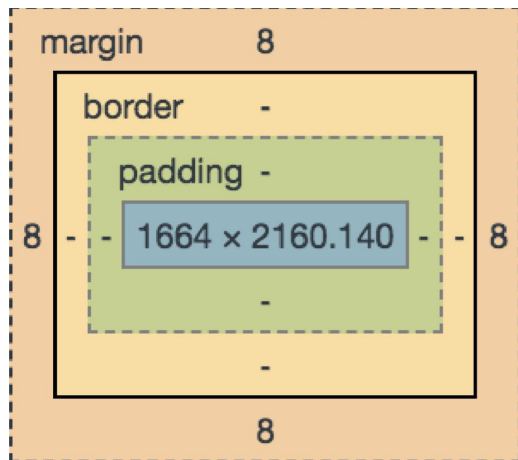 margin 8
border -
padding -
8 - - 1664 × 2160.140 - - 8
-
-
8